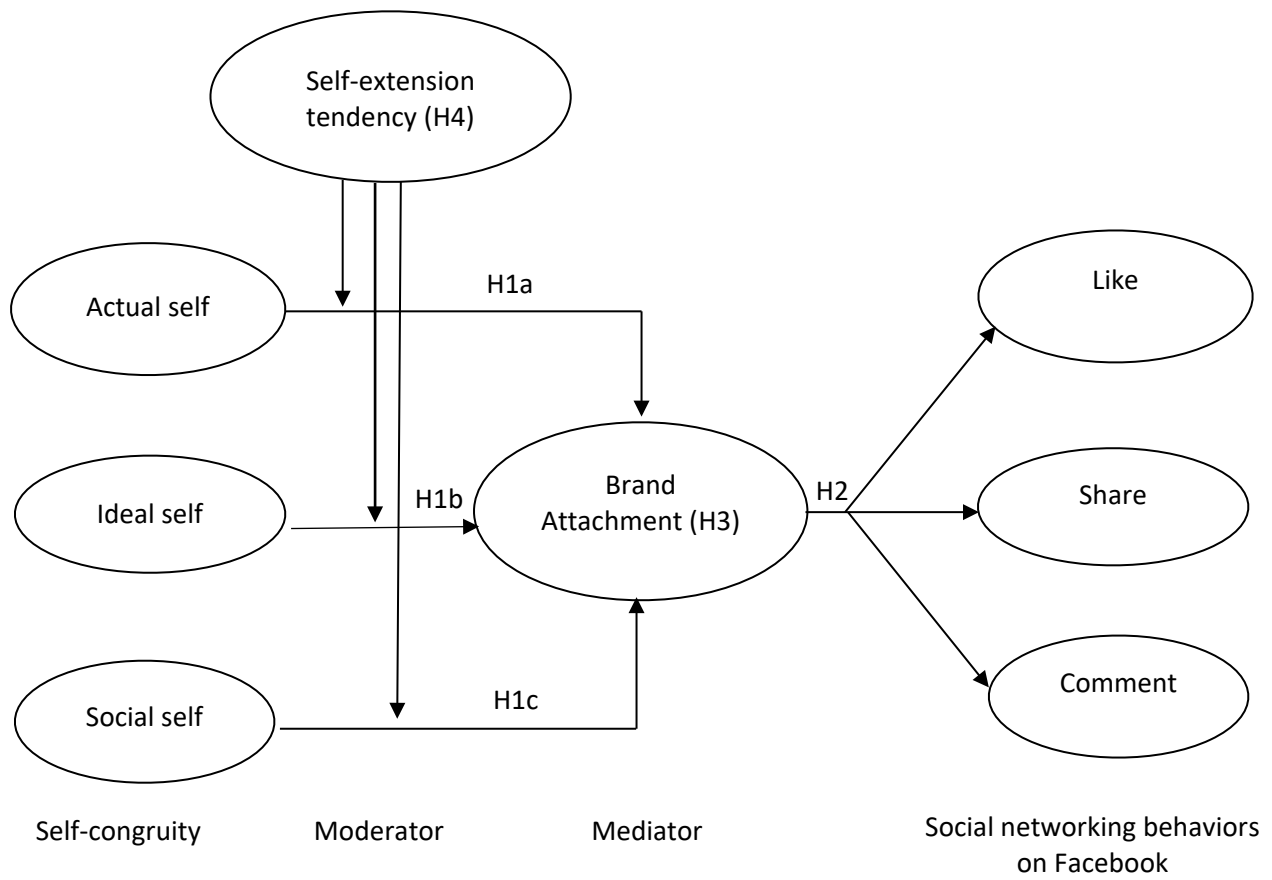 Self-extension
tendency (H4)
H1a
Actual self
Like
H1b
Brand
Attachment (H3)
H2
Ideal self
Share
H1c
Social self
Comment
Self-congruity
Moderator
Mediator
Social networking behaviors
on Facebook